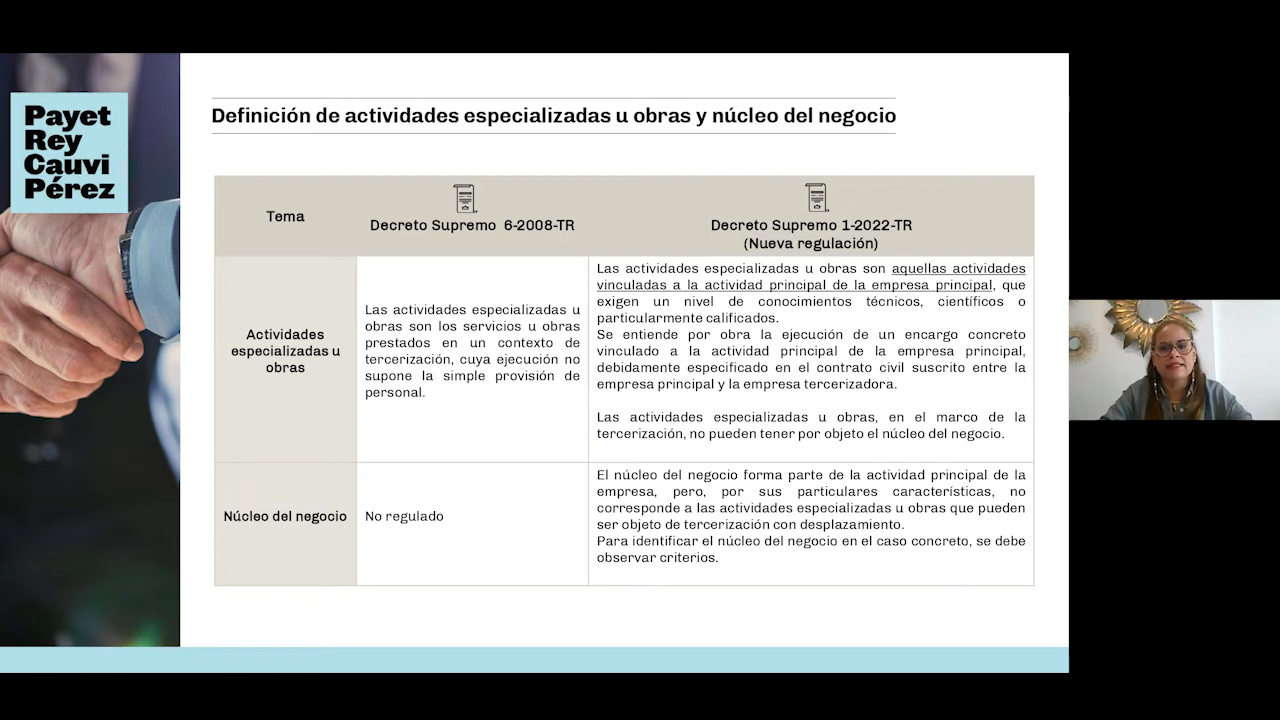 Payet
Rey
Cauvi
Pérez
Definición de actividades especializadas u obras y núcleo del negocio
Tema
Decreto Supremo 6-2008-TR
Decreto Supremo 1-2022-TR
(Nueva regulación)
Actividades
especializadas u
obras
Las actividades especializadas u
obras son los servicios u obras
prestados en un contexto de
tercerización, cuya ejecución no
supone la simple provisión de
personal.
Las actividades especializadas u obras son aquellas actividades
vinculadas a la actividad principal de la empresa principal, que
exigen un nivel de conocimientos técnicos, científicos o
particularmente calificados.
Se entiende por obra la ejecución de un encargo concreto
vinculado a la actividad principal de la empresa principal,
debidamente especificado en el contrato civil suscrito entre la
empresa principal y la empresa tercerizadora.
Las actividades especializadas u obras, en el marco de la
tercerización, no pueden tener por objeto el núcleo del negocio.
Núcleo del negocio
No regulado
El núcleo del negocio forma parte de la actividad principal de la
empresa, pero, por sus particulares características, no
corresponde a las actividades especializadas u obras que pueden
ser objeto de tercerización con desplazamiento.
Para identificar el núcleo del negocio en el caso concreto, se debe
observar criterios.